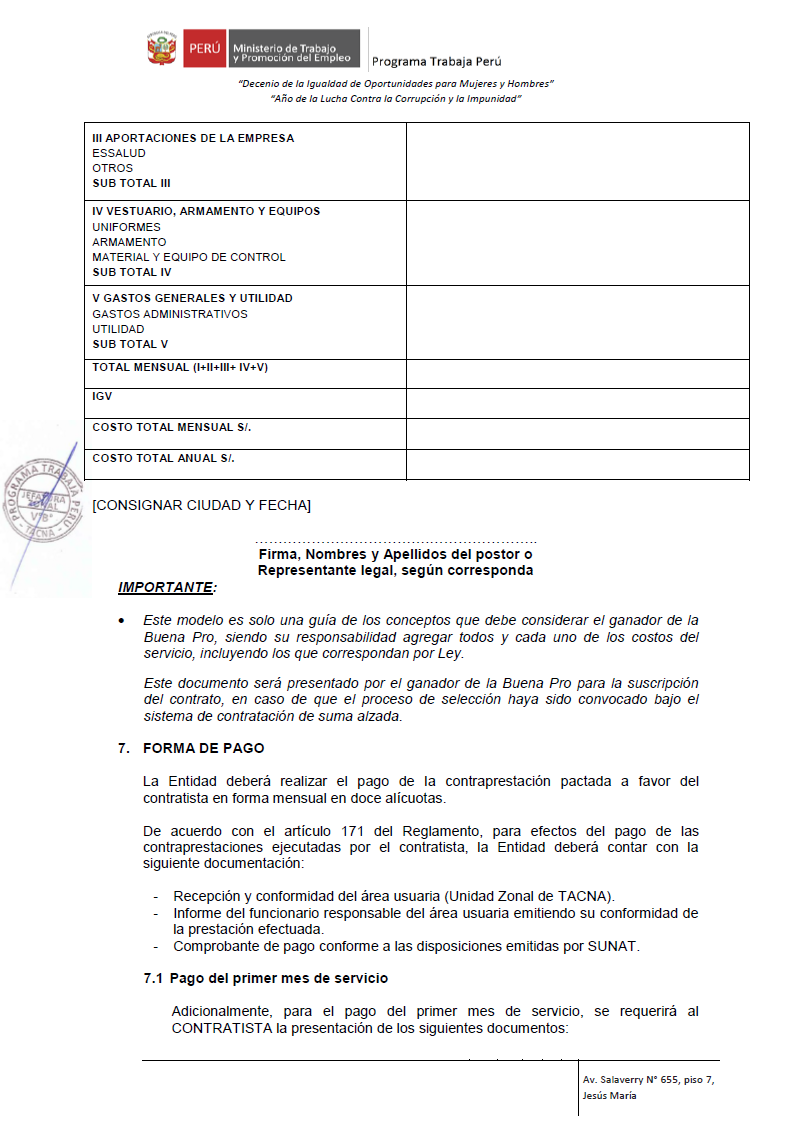 PERÚ
Ministerio de Trabajo
y Promoción del Empleo
Programa Trabaja Perú
“Decenio de la Igualdad de Oportunidades para Mujeres y Hombres”
“Año de la Lucha Contra la Corrupción y la Impunidad”
III APORTACIONES DE LA EMPRESA
ESSALUD
OTROS
SUB TOTAL III
IV VESTUARIO, ARMAMENTO Y EQUIPOS
UNIFORMES
ARMAMENTO
MATERIAL Y EQUIPO DE CONTROL
SUB TOTAL IV
V GASTOS GENERALES Y UTILIDAD
GASTOS ADMINISTRATIVOS
UTILIDAD
SUB TOTAL V
TOTAL MENSUAL (I+II+III+ IV+V)
IGV
COSTO TOTAL MENSUAL S/.
COSTO TOTAL ANUAL S/.
PROGRAMA TRABAJA PERÚ
JEFATURA
ZONAL
V°B°
- TACNA -
[CONSIGNAR CIUDAD Y FECHA]
…………………………………………………..
Firma, Nombres y Apellidos del postor o
Representante legal, según corresponda
IMPORTANTE:
• Este modelo es solo una guía de los conceptos que debe considerar el ganador de la
Buena Pro, siendo su responsabilidad agregar todos y cada uno de los costos del
servicio, incluyendo los que correspondan por Ley.
Este documento será presentado por el ganador de la Buena Pro para la suscripción
del contrato, en caso de que el proceso de selección haya sido convocado bajo el
sistema de contratación de suma alzada.
7. FORMA DE PAGO
La Entidad deberá realizar el pago de la contraprestación pactada a favor del
contratista en forma mensual en doce alícuotas.
De acuerdo con el artículo 171 del Reglamento, para efectos del pago de las
contraprestaciones ejecutadas por el contratista, la Entidad deberá contar con la
siguiente documentación:
- Recepción y conformidad del área usuaria (Unidad Zonal de TACNA).
- Informe del funcionario responsable del área usuaria emitiendo su conformidad de
la prestación efectuada.
- Comprobante de pago conforme a las disposiciones emitidas por SUNAT.
7.1 Pago del primer mes de servicio
Adicionalmente, para el pago del primer mes de servicio, se requerirá al
CONTRATISTA la presentación de los siguientes documentos:
Av. Salaverry N° 655, piso 7,
Jesús María